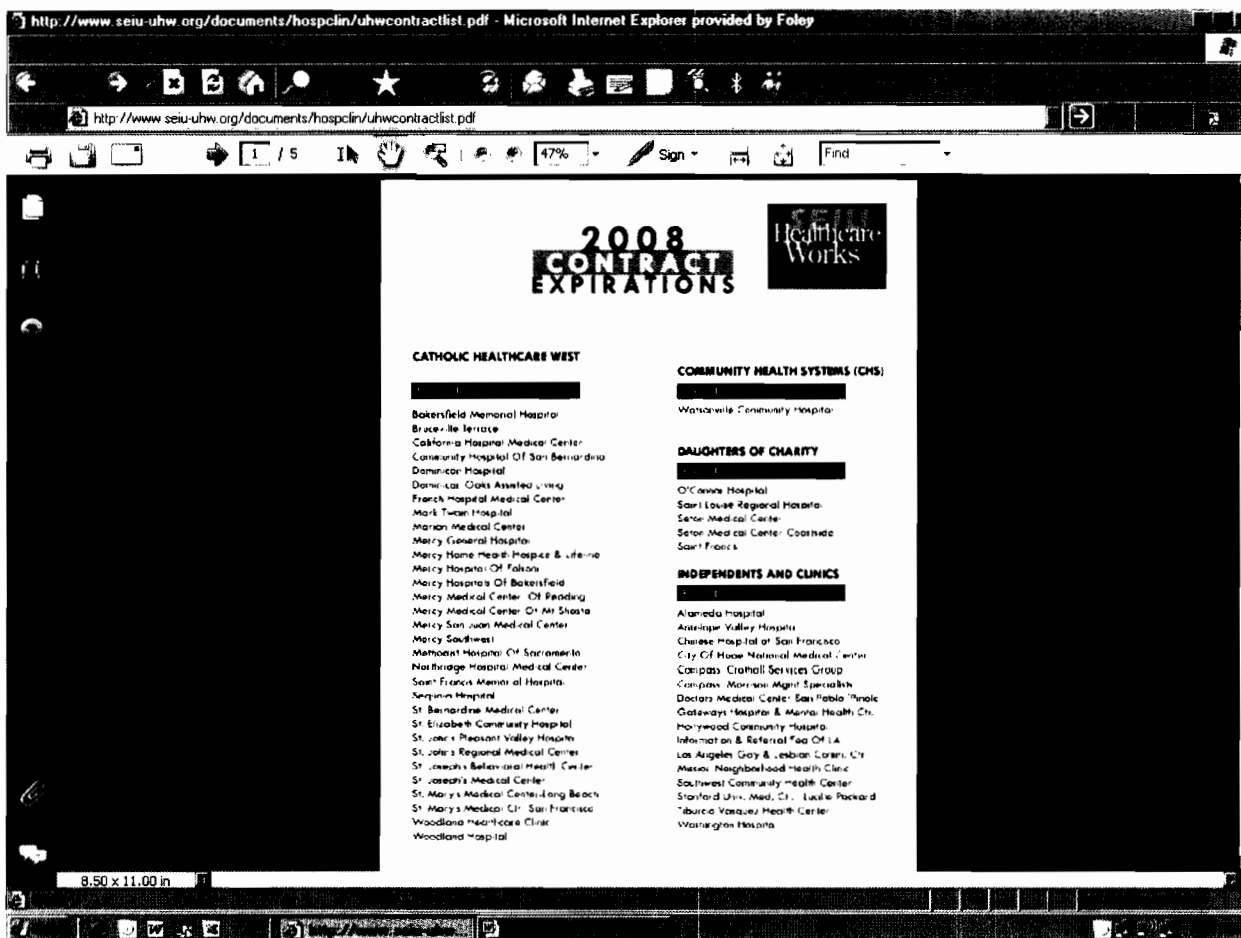 http://www.seiu-uhw.org/documents/hospclin/uhwcontractlist.pdf - Microsoft Internet Explorer provided by Foley
http://www.seiu-uhw.org/documents/hospclin/uhwcontractlist.pdf
1 / 5
47%
Sign
Find
2008
CONTRACT
EXPIRATIONS
SEIU
Healthcare
Works
CATHOLIC HEALTHCARE WEST
Bakersfield Memorial Hospital
Bruceville Terrace
California Hospital Medical Center
Community Hospital Of San Bernardino
Dominican Hospital
Dominican Oaks Assisted Living
French Hospital Medical Center
Mark Twain Hospital
Marian Medical Center
Mercy General Hospital
Mercy Home Health Hospice & Lifeline
Mercy Hospital Of Folsom
Mercy Hospitals Of Bakersfield
Mercy Medical Center Of Redding
Mercy Medical Center Of Mt Shasta
Mercy San Juan Medical Center
Mercy Southwest
Methodist Hospital Of Sacramento
Northridge Hospital Medical Center
Saint Francis Memorial Hospital
Sequoia Hospital
St Bernardine Medical Center
St. Elizabeth Community Hospital
St. John's Pleasant Valley Hospital
St. John's Regional Medical Center
St. Joseph's Behavioral Health Center
St Joseph's Medical Center
St. Mary's Medical Center-Long Beach
St Mary's Medical Ctr San Francisco
Woodland Healthcare Clinic
Woodland Hospital
COMMUNITY HEALTH SYSTEMS (CHS)
Watsonville Community Hospital
DAUGHTERS OF CHARITY
O'Connor Hospital
Saint Louise Regional Hospital
Seton Medical Center
Seton Medical Center Coastside
Saint Francis
INDEPENDENTS AND CLINICS
Alameda Hospital
Antelope Valley Hospital
Chinese Hospital of San Francisco
City Of Hope National Medical Center
Compass Crothall Services Group
Compass Morrison Mgmt Specialists
Doctors Medical Center San Pablo Pinole
Gateways Hospital & Mental Health Ctr.
Hollywood Community Hospital
Information & Referral Fed Of LA
Los Angeles Gay & Lesbian Comm. Ctr
Mission Neighborhood Health Clinic
Southwest Community Health Center
Stanford Univ. Med. Ct. Lucile Packard
Tiburcio Vasquez Health Center
Washington Hospital
8.50 x 11.00 in